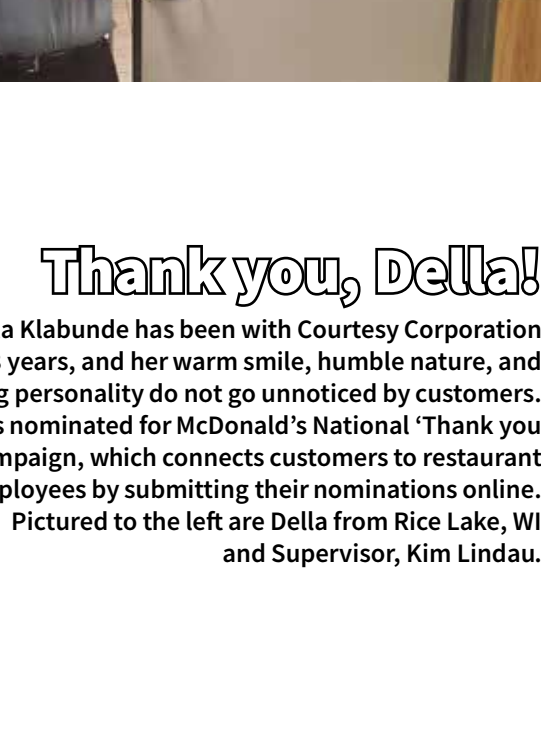 Thank you, Della!
a Klabunde has been with Courtesy Corporation
years, and her warm smile, humble nature, and
personality do not go unnoticed by customers.
nominated for McDonald’s National ‘Thank you
mpaign, which connects customers to restaurant
ployees by submitting their nominations online.
Pictured to the left are Della from Rice Lake, WI
and Supervisor, Kim Lindau.